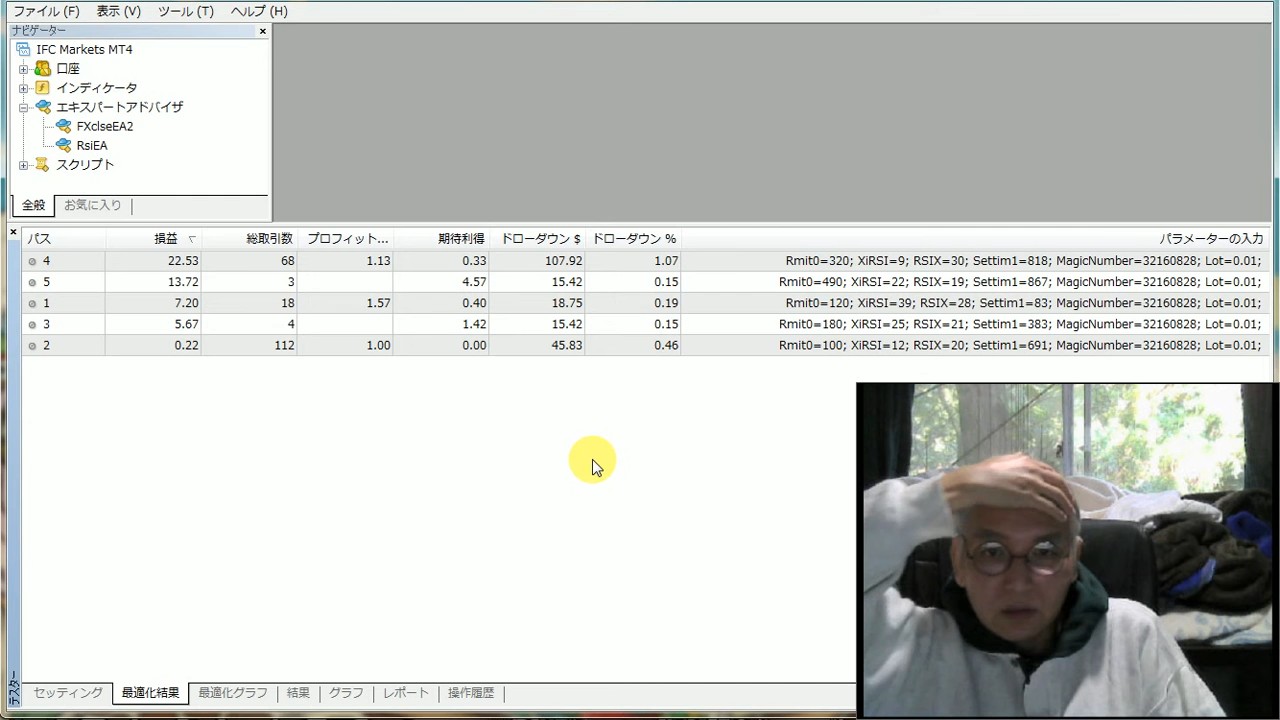 ファイル (F) 表示 (V) ツール (T) ヘルプ (H)
ナビゲーター
IFC Markets MT4
口座
インディケータ
エキスパートアドバイザ
FXclseEA2
RsiEA
スクリプト
全般 お気に入り
パス 損益 総取引数 プロフィット... 期待利得 ドローダウン $ ドローダウン % パラメーターの入力
4 22.53 68 1.13 0.33 107.92 1.07 Rmit0=320; XiRSI=9; RSIX=30; Settim1=818; MagicNumber=32160828; Lot=0.01;
5 13.72 3 4.57 15.42 0.15 Rmit0=490; XiRSI=22; RSIX=19; Settim1=867; MagicNumber=32160828; Lot=0.01;
1 7.20 18 1.57 0.40 18.75 0.19 Rmit0=120; XiRSI=39; RSIX=28; Settim1=83; MagicNumber=32160828; Lot=0.01;
3 5.67 4 1.42 15.42 0.15 Rmit0=180; XiRSI=25; RSIX=21; Settim1=383; MagicNumber=32160828; Lot=0.01;
2 0.22 112 1.00 0.00 45.83 0.46 Rmit0=100; XiRSI=12; RSIX=20; Settim1=691; MagicNumber=32160828; Lot=0.01;
テスター
セッティング 最適化結果 最適化グラフ 結果 グラフ レポート 操作履歴